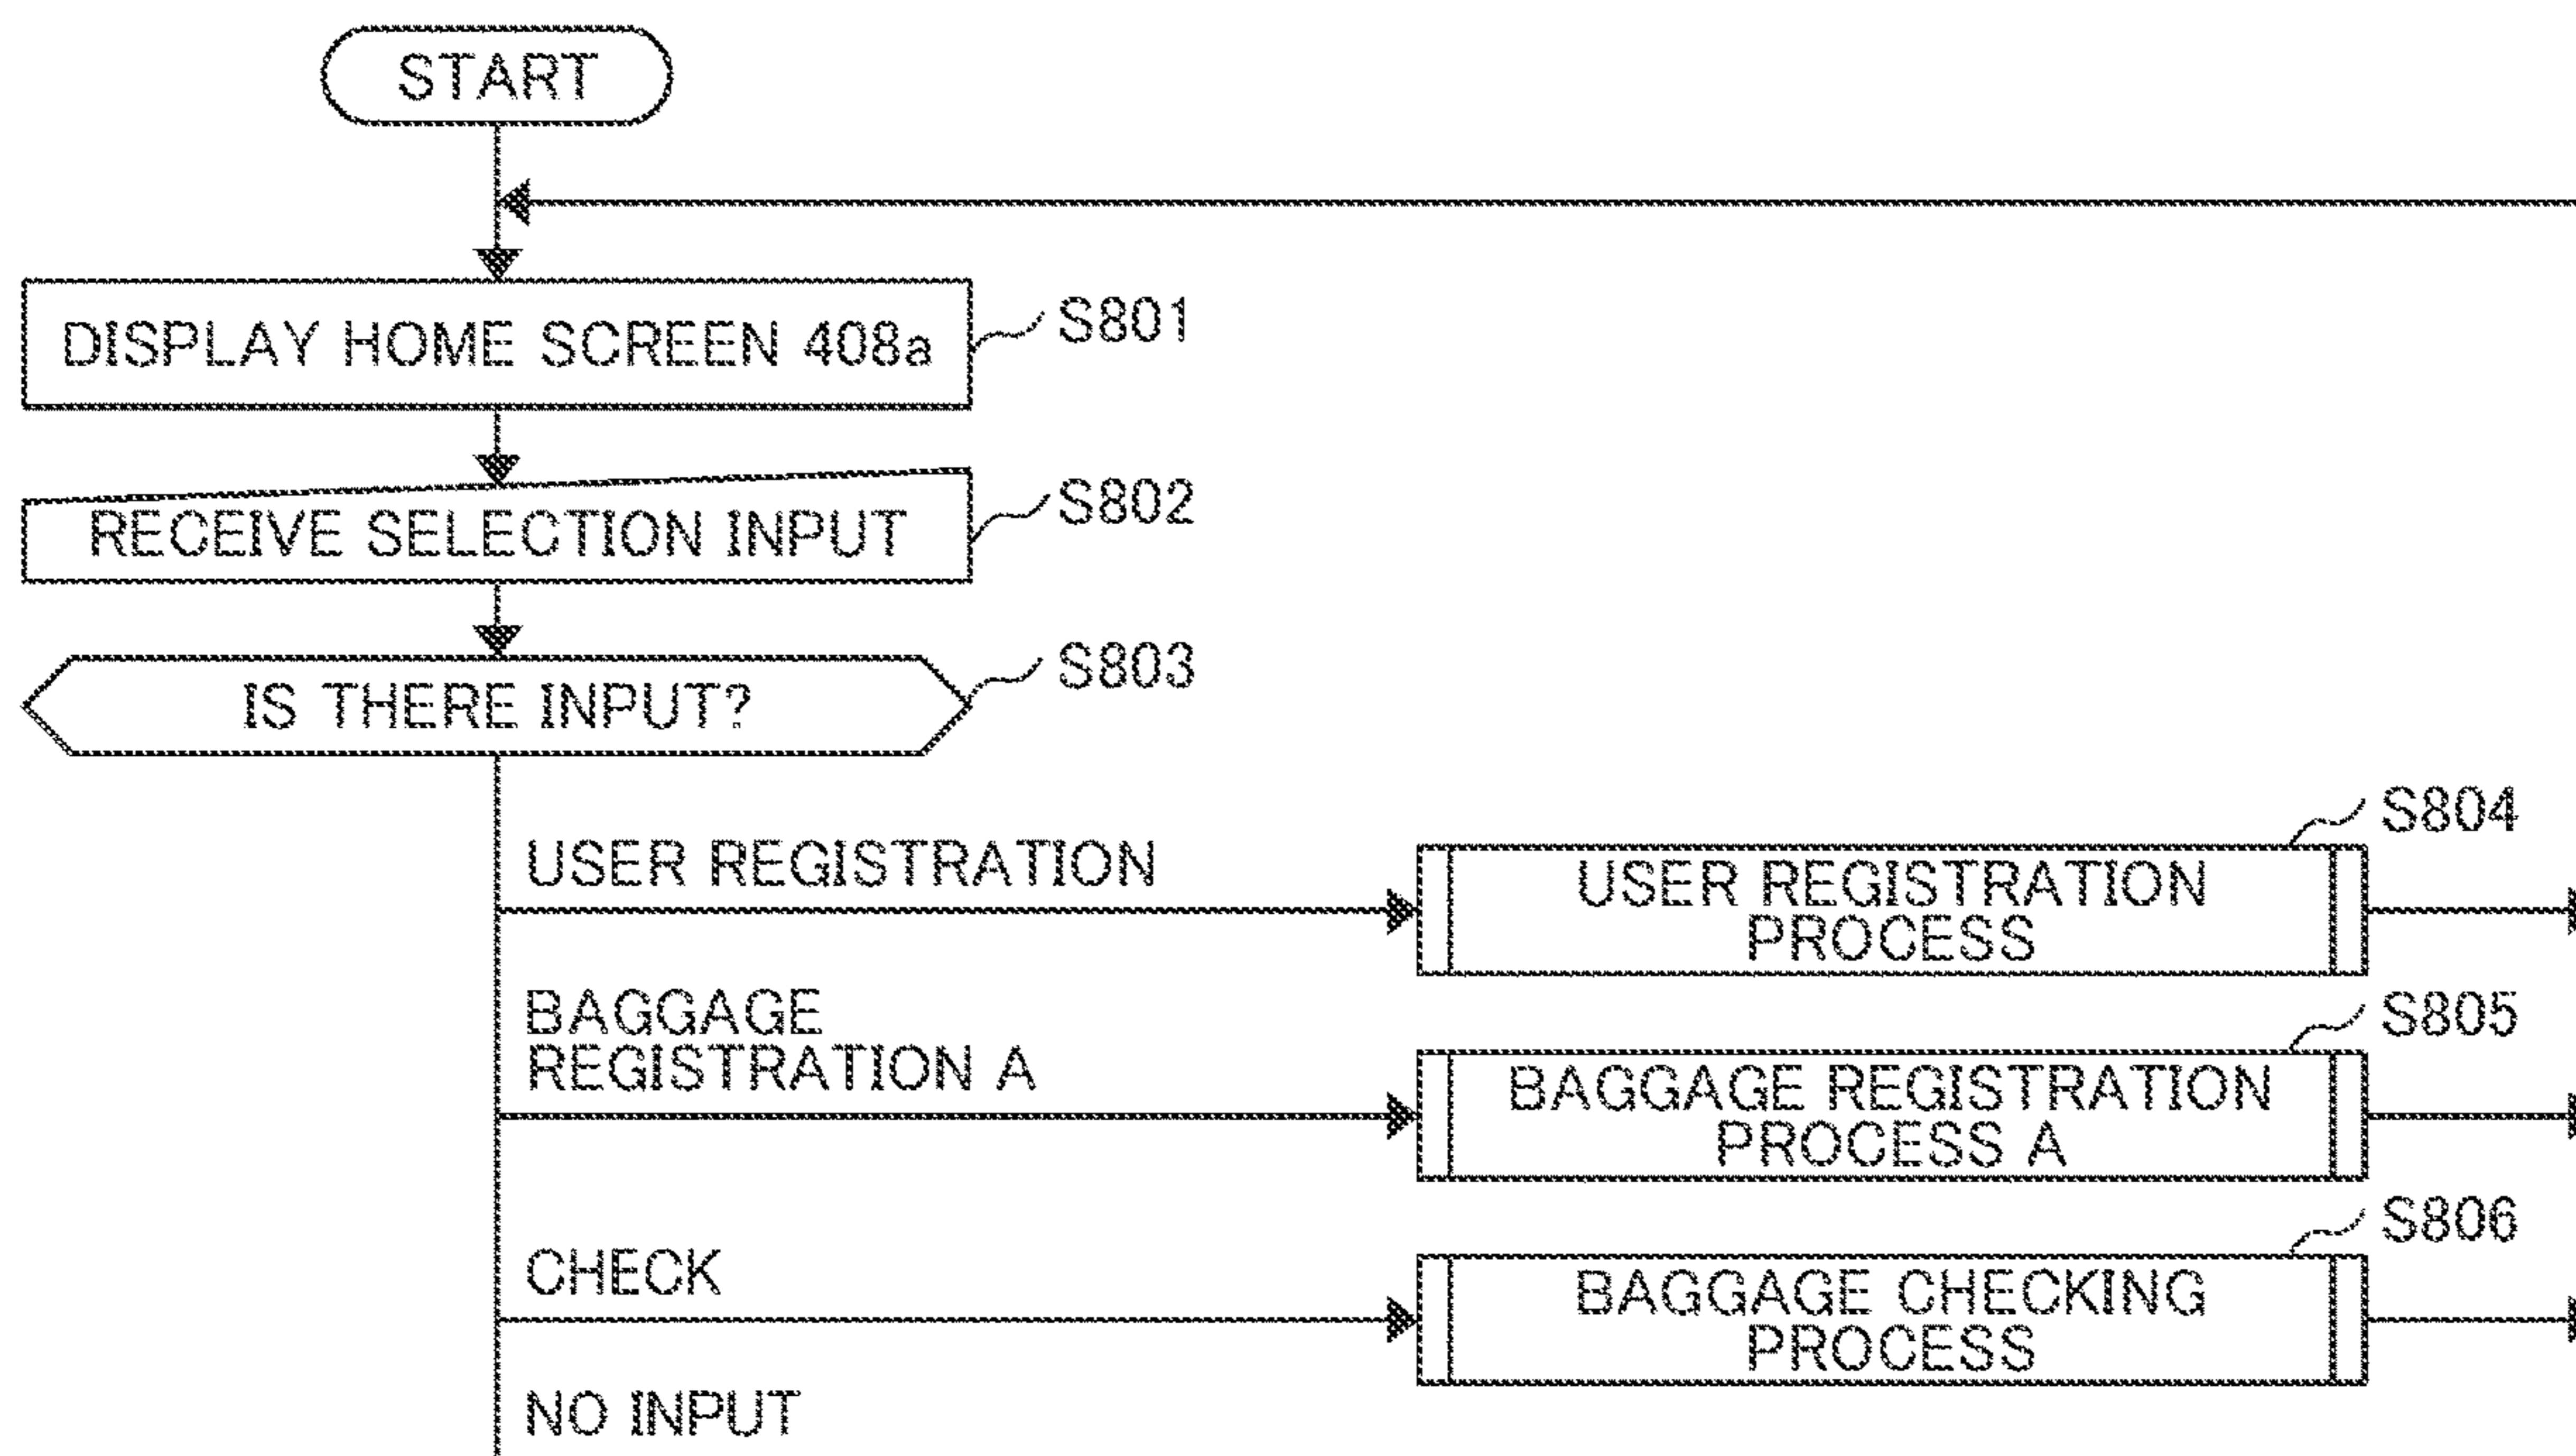 START
DISPLAY HOME SCREEN 408a
S801
RECEIVE SELECTION INPUT
S802
IS THERE INPUT?
S803
USER REGISTRATION
USER REGISTRATION
PROCESS
S804
BAGGAGE
REGISTRATION A
BAGGAGE REGISTRATION
PROCESS A
S805
CHECK
BAGGAGE CHECKING
PROCESS
S806
NO INPUT